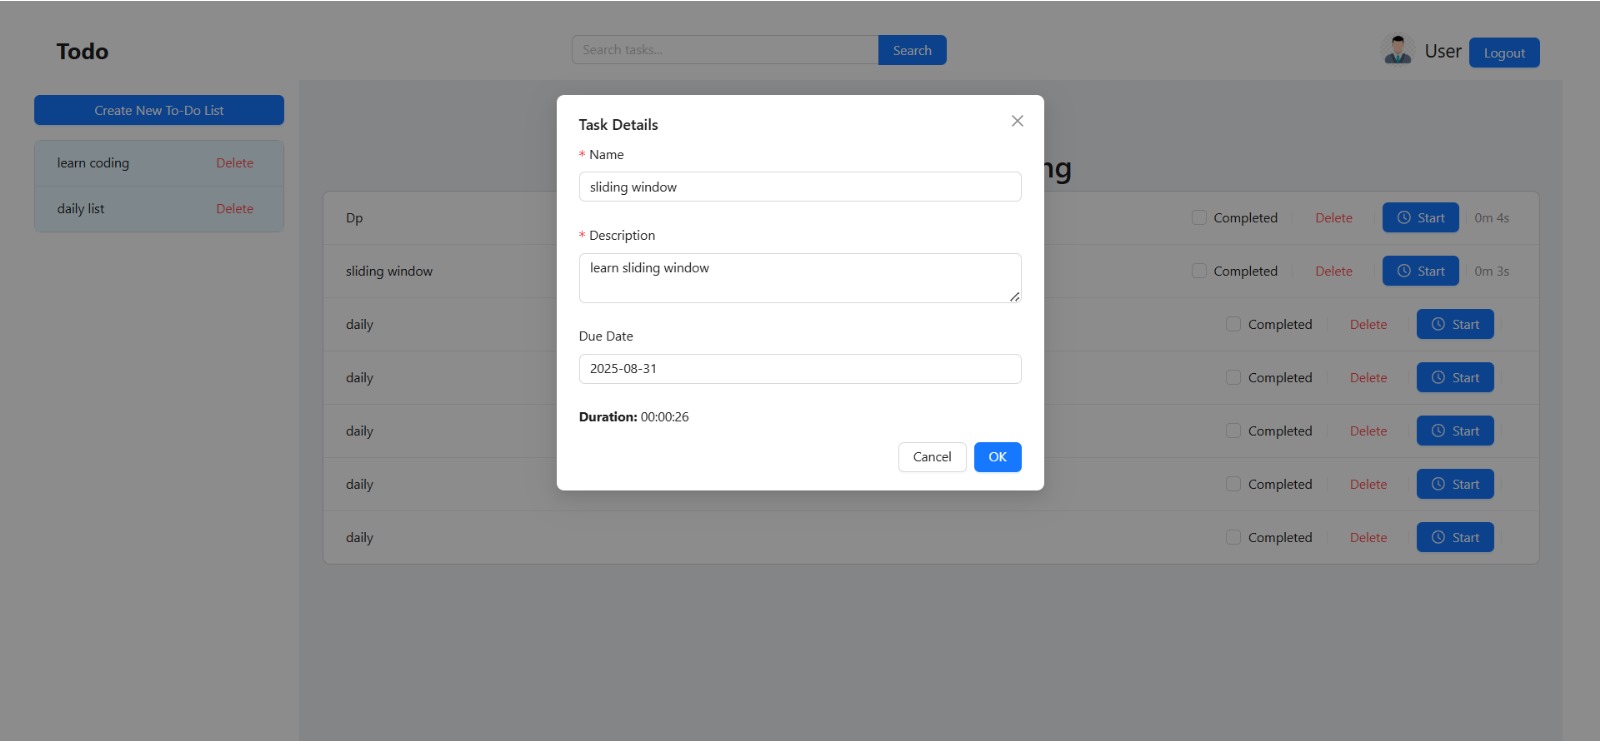 Todo
Search tasks...
Search
User
Logout
Create New To-Do List
learn coding Delete
daily list Delete
ng
Task Details
* Name
sliding window
* Description
learn sliding window
Due Date
2025-08-31
Duration: 00:00:26
Cancel
OK
Dp Completed Delete Start 0m 4s
sliding window Completed Delete Start 0m 3s
daily Completed Delete Start
daily Completed Delete Start
daily Completed Delete Start
daily Completed Delete Start
daily Completed Delete Start